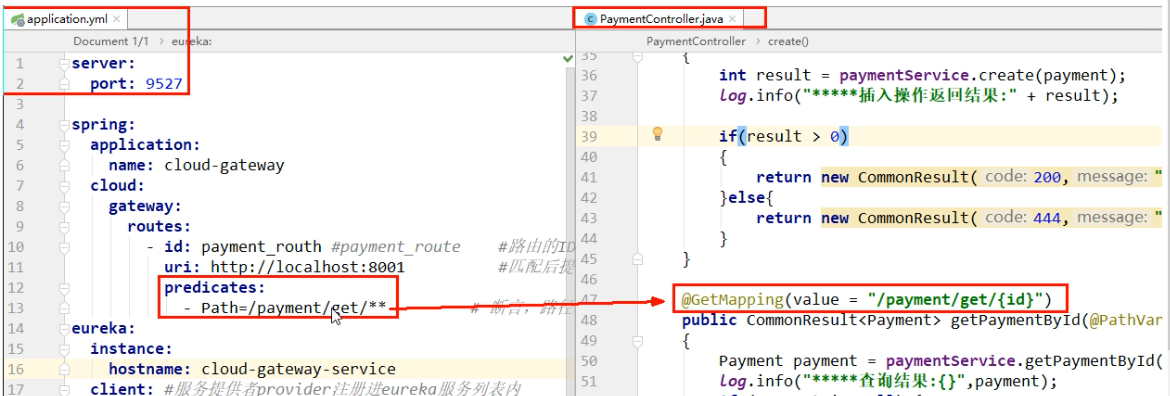 application.yml
Document 1/1 › eureka:
1 server:
2 port: 9527
3
4 spring:
5 application:
6 name: cloud-gateway
7 cloud:
8 gateway:
9 routes:
10 - id: payment_routh #payment_route #路由的ID
11 uri: http://localhost:8001 #匹配后提
12 predicates:
13 - Path=/payment/get/** # 断言，路径
14 eureka:
15 instance:
16 hostname: cloud-gateway-service
17 client: #服务提供者provider注册进eureka服务列表内
PaymentController.java
PaymentController › create()
35 {
36 int result = paymentService.create(payment);
37 log.info("*****插入操作返回结果:" + result);
38
39 if(result > 0)
40 {
41 return new CommonResult( code: 200, message: "
42 }else{
43 return new CommonResult( code: 444, message: "
44 }
45 }
46
47 @GetMapping(value = "/payment/get/{id}")
48 public CommonResult<Payment> getPaymentById(@PathVar
49 {
50 Payment payment = paymentService.getPaymentById(
51 log.info("*****查询结果:{}",payment);